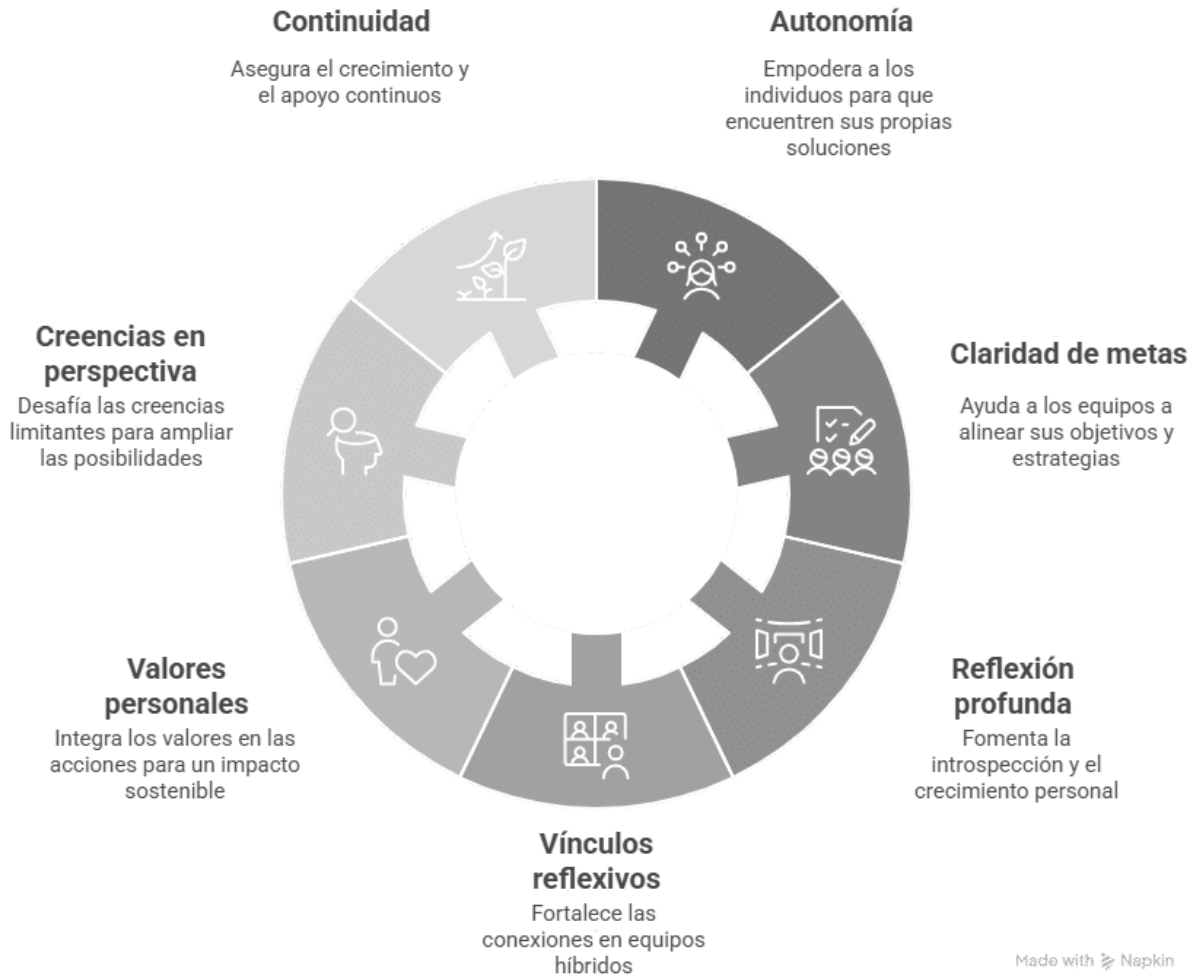 Continuidad
Asegura el crecimiento y
el apoyo continuos
Autonomía
Empodera a los
individuos para que
encuentren sus propias
soluciones
Creencias en
perspectiva
Desafía las creencias
limitantes para ampliar
las posibilidades
Claridad de metas
Ayuda a los equipos a
alinear sus objetivos y
estrategias
Valores
personales
Integra los valores en las
acciones para un impacto
sostenible
Reflexión
profunda
Fomenta la
introspección y el
crecimiento personal
Vínculos
reflexivos
Fortalece las
conexiones en equipos
híbridos
Made with Napkin